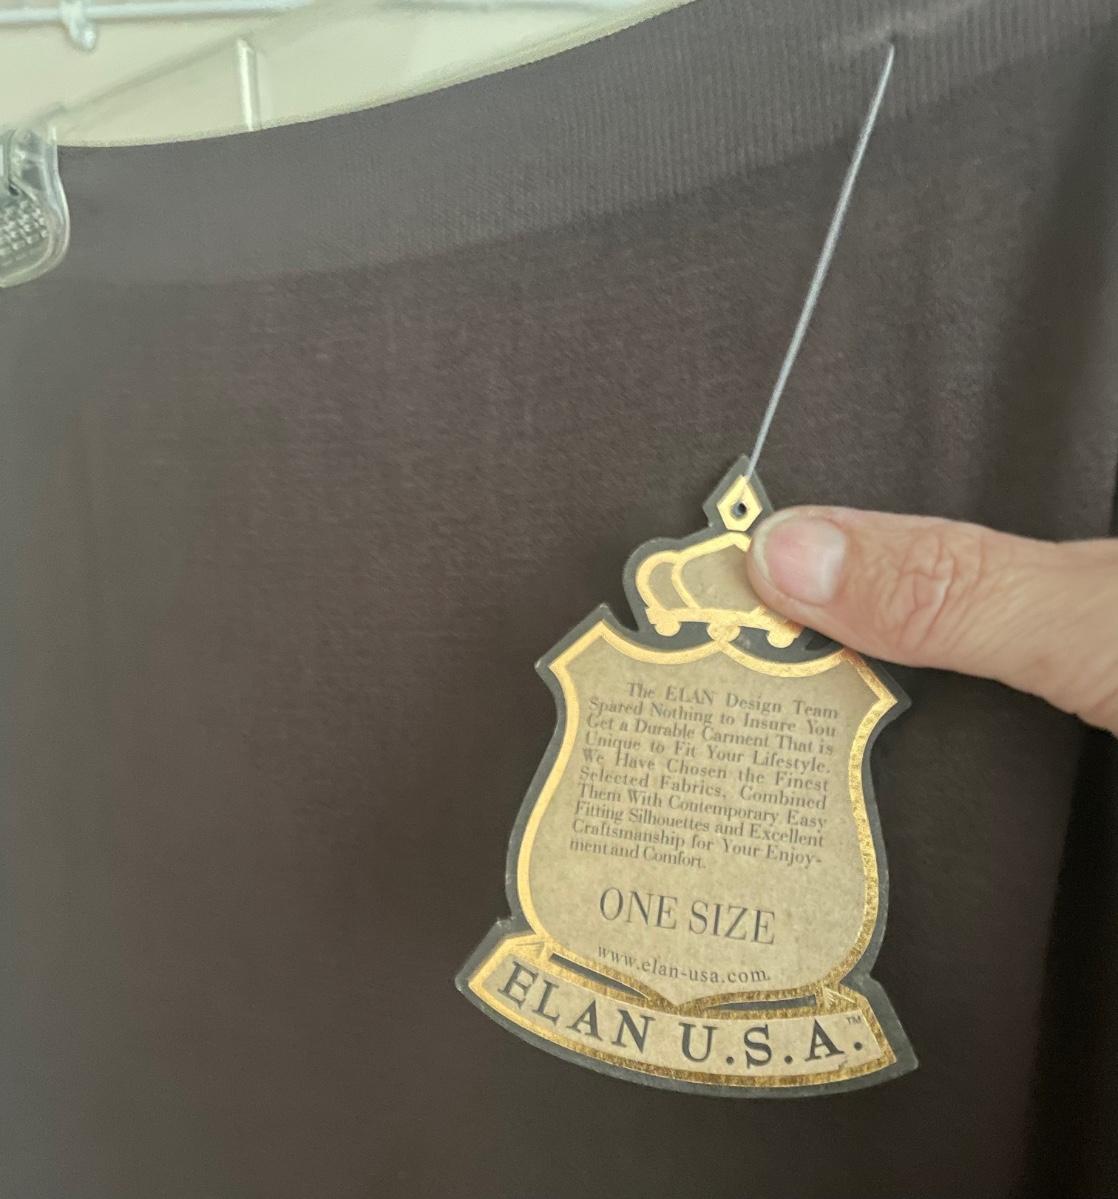 The ELAN Design Team
Spared Nothing to Insure You
Get a Durable Garment That is
Unique to Fit Your Lifestyle.
We Have Chosen the Finest
Selected Fabrics, Combined
Them With Contemporary Easy
Fitting Silhouettes and Excellent
Craftsmanship for Your Enjoy-
ment and Comfort.
ONE SIZE
www.elan-usa.com
ELAN U.S.A.™